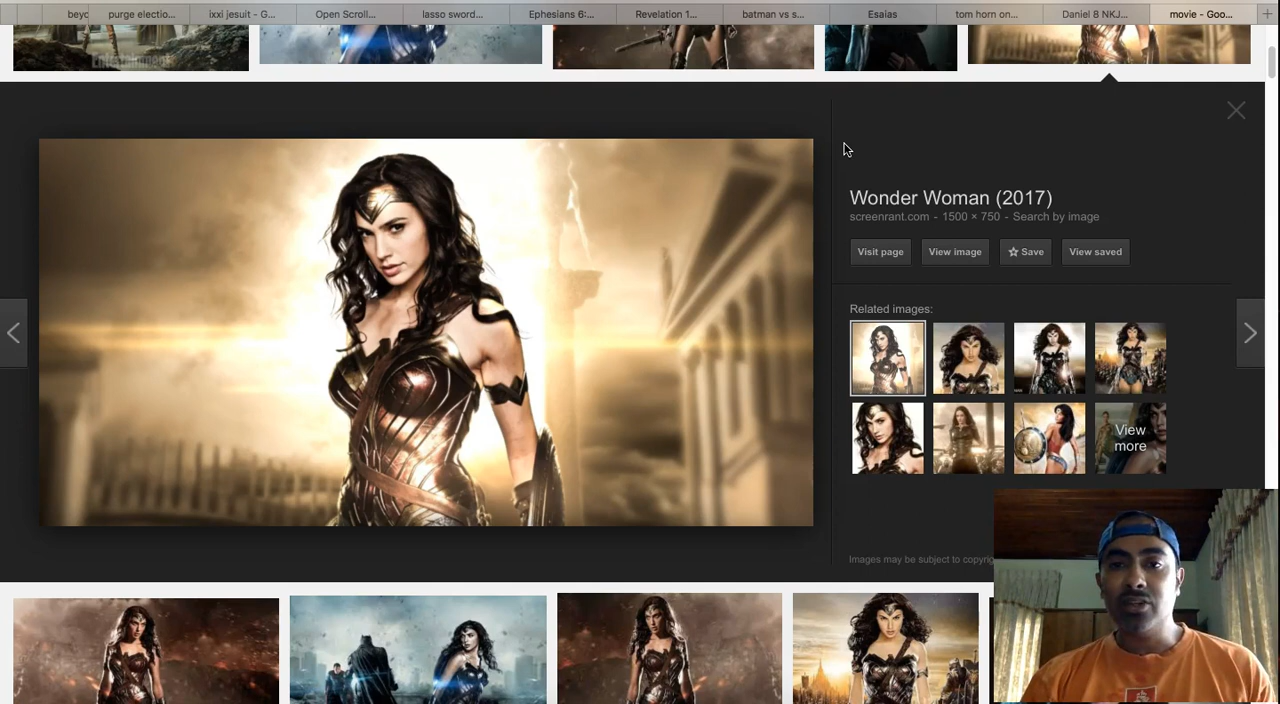 beyc
purge electio...
ixxi jesuit - G...
Open Scroll...
lasso sword...
Ephesians 6:...
Revelation 1...
batman vs s...
Esaias
tom horn on...
Daniel 8 NKJ...
movie - Goo...
Entertainment
Wonder Woman (2017)
screenrant.com - 1500 × 750 - Search by image
Visit page
View image
Save
View saved
Related images:
View
more
Images may be subject to copyrig